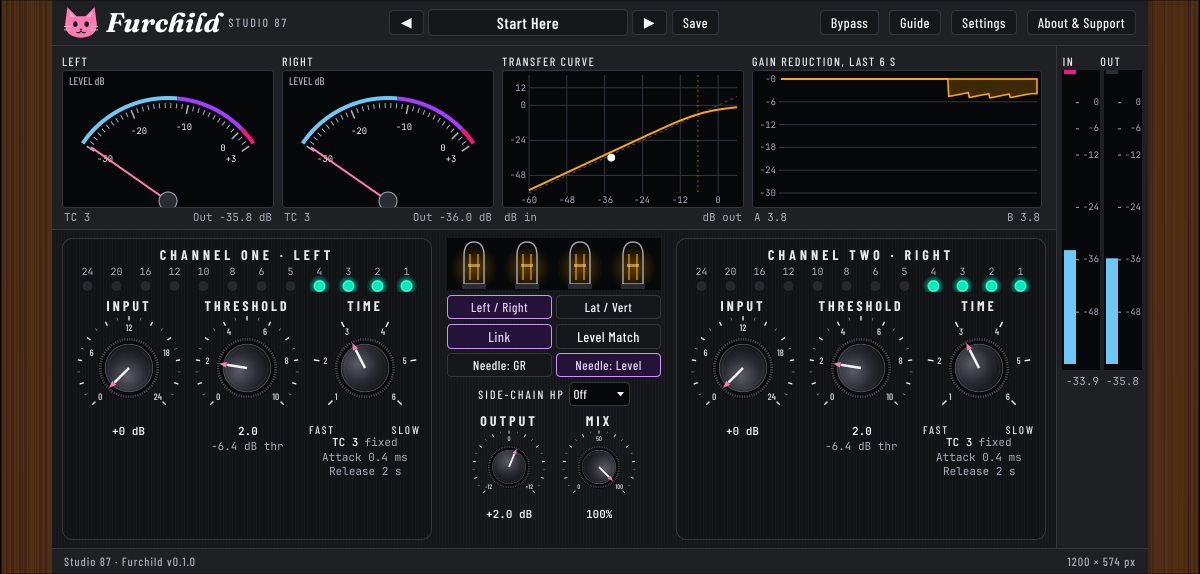 Furchild STUDIO 87
◀ Start Here ▶ Save
Bypass Guide Settings About & Support
LEFT RIGHT TRANSFER CURVE GAIN REDUCTION, LAST 6 S IN OUT
LEVEL dB
-30 -20 -10 0 +3
LEVEL dB
-30 -20 -10 0 +3
12
0
-24
-48
-60 -48 -36 -24 -12 0
-0
-6
-12
-18
-24
-30
0
-6
-12
-24
-36
-48
-33.9 -35.8
TC 3 Out -35.8 dB
TC 3 Out -36.0 dB
dB in dB out
A 3.8 B 3.8
CHANNEL ONE · LEFT
24 20 16 12 10 8 6 5 4 3 2 1
INPUT THRESHOLD TIME
0 6 12 18 24
0 2 4 6 8 10
1 2 3 4 5 6
+0 dB
2.0
-6.4 dB thr
FAST SLOW
TC 3 fixed
Attack 0.4 ms
Release 2 s
Left / Right Lat / Vert
Link Level Match
Needle: GR Needle: Level
SIDE-CHAIN HP Off
OUTPUT MIX
-12 0 +12
0 50 100
+2.0 dB 100%
CHANNEL TWO · RIGHT
24 20 16 12 10 8 6 5 4 3 2 1
INPUT THRESHOLD TIME
0 6 12 18 24
0 2 4 6 8 10
1 2 3 4 5 6
+0 dB
2.0
-6.4 dB thr
FAST SLOW
TC 3 fixed
Attack 0.4 ms
Release 2 s
Studio 87 - Furchild v0.1.0
1200 × 574 px